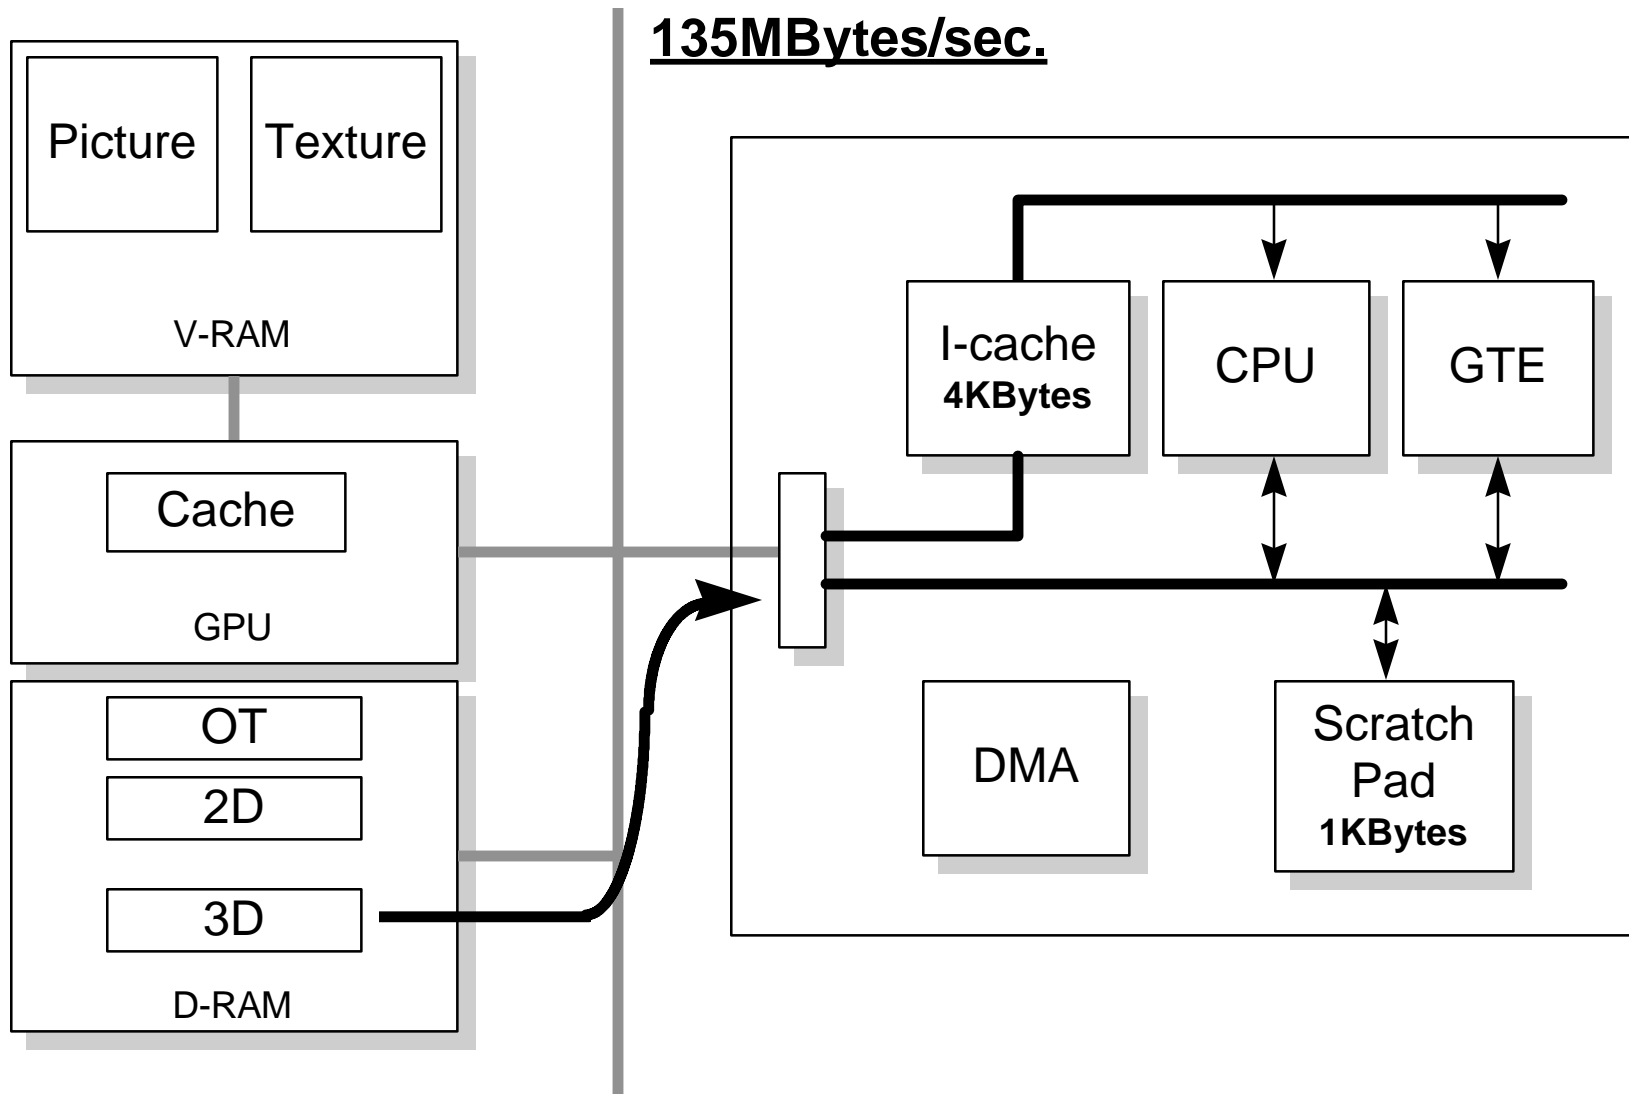 135MBytes/sec.
Picture
Texture
V-RAM
Cache
GPU
OT
2D
3D
D-RAM
I-cache
4KBytes
CPU
GTE
DMA
Scratch
Pad
1KBytes